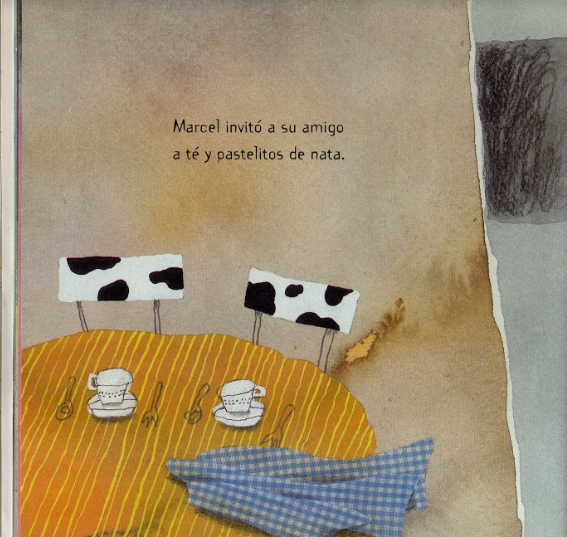 Marcel invitó a su amigo
a té y pastelitos de nata.